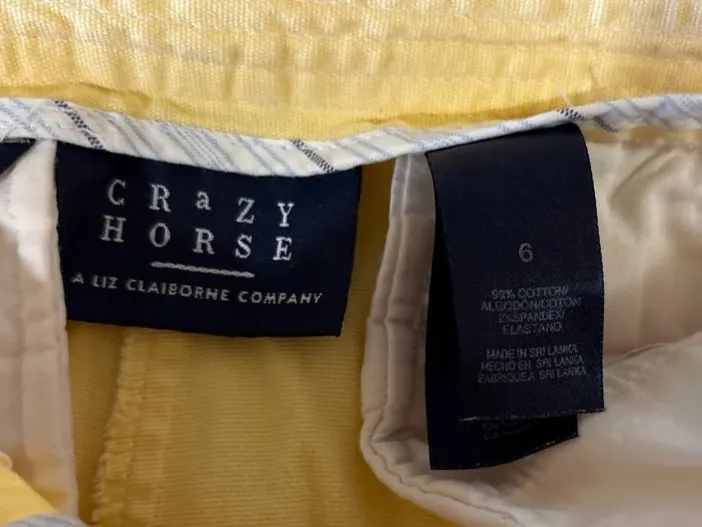 CRaZY
HORSE
A LIZ CLAIBORNE COMPANY
6
98% COTTON/
ALGODÓN/COTON
2% SPANDEX/
ELASTANO
MADE IN SRI LANKA
HECHO EN SRI LANKA
FABRIQUE A SRI LANKA